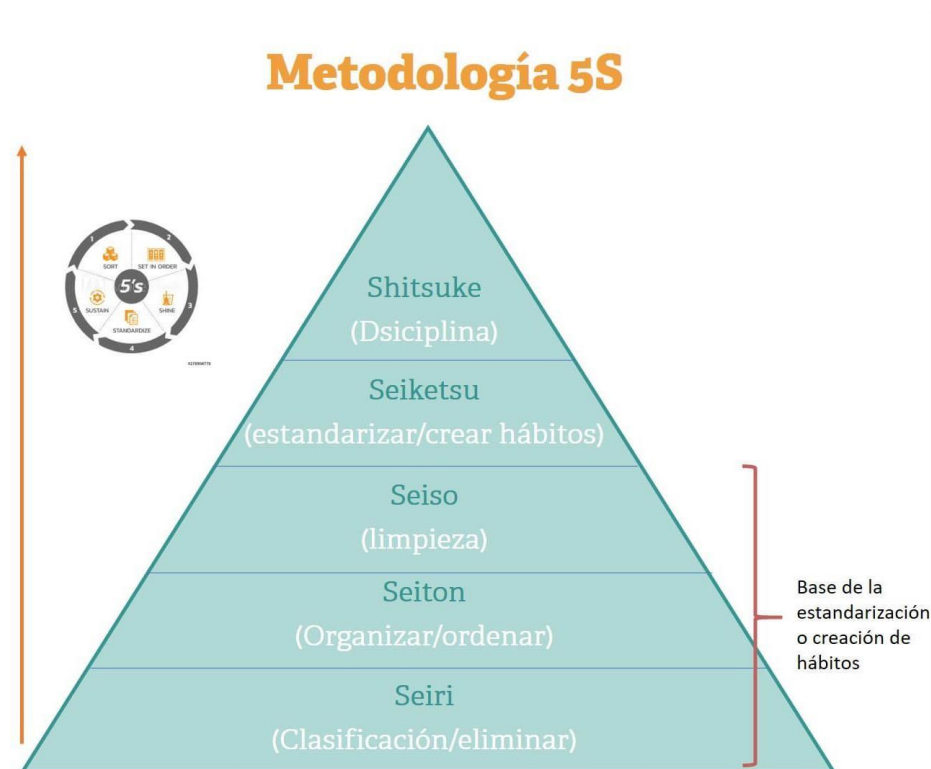 Metodología 5S
1
2
SORT
SET IN ORDER
5's
5
SUSTAIN
SHINE
3
STANDARDIZE
4
Shitsuke
(Dsiciplina)
Seiketsu
(estandarizar/crear hábitos)
Seiso
(limpieza)
Seiton
(Organizar/ordenar)
Seiri
(Clasificación/eliminar)
Base de la
estandarización
o creación de
hábitos